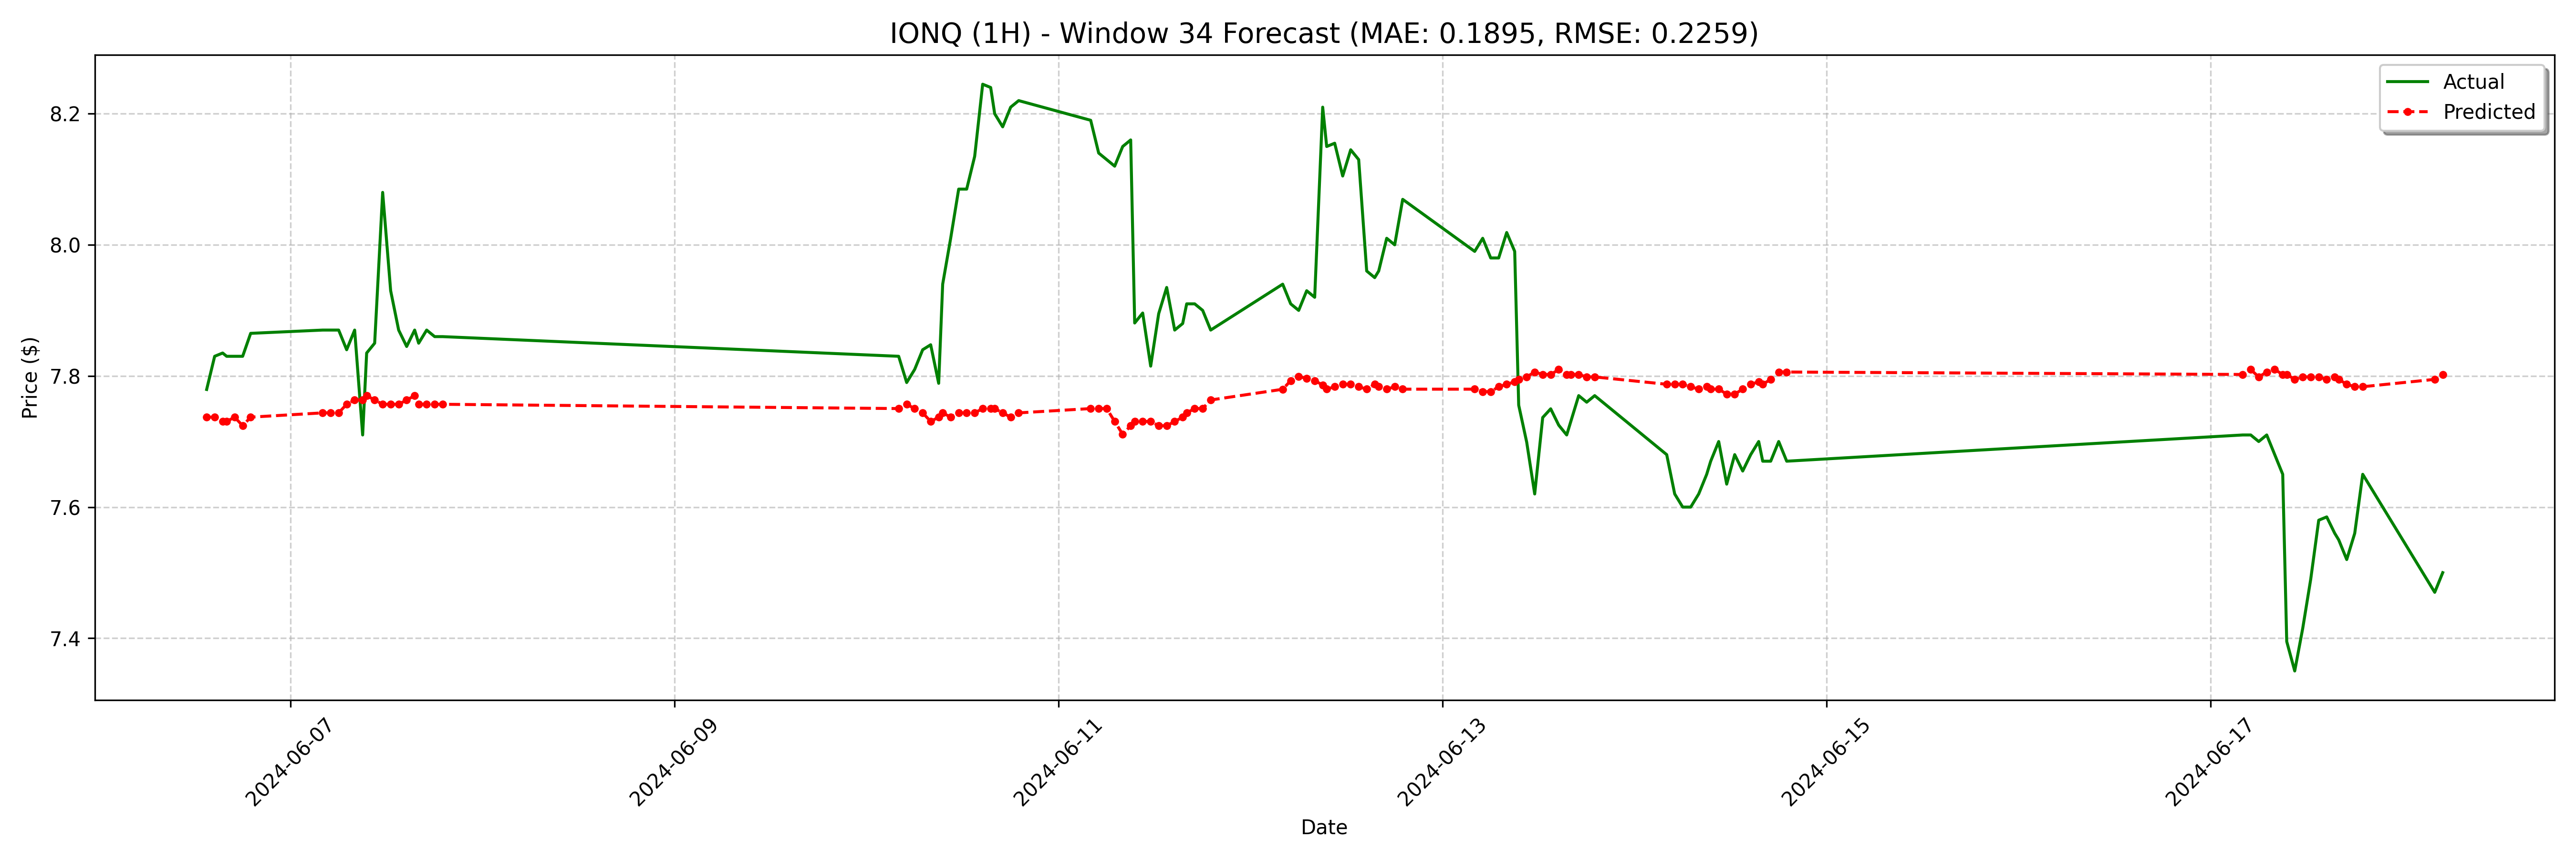 IONQ (1H) - Window 34 Forecast (MAE: 0.1895, RMSE: 0.2259)
Actual
Predicted
Price ($)
8.2
8.0
7.8
7.6
7.4
2024-06-07
2024-06-09
2024-06-11
2024-06-13
2024-06-15
2024-06-17
Date